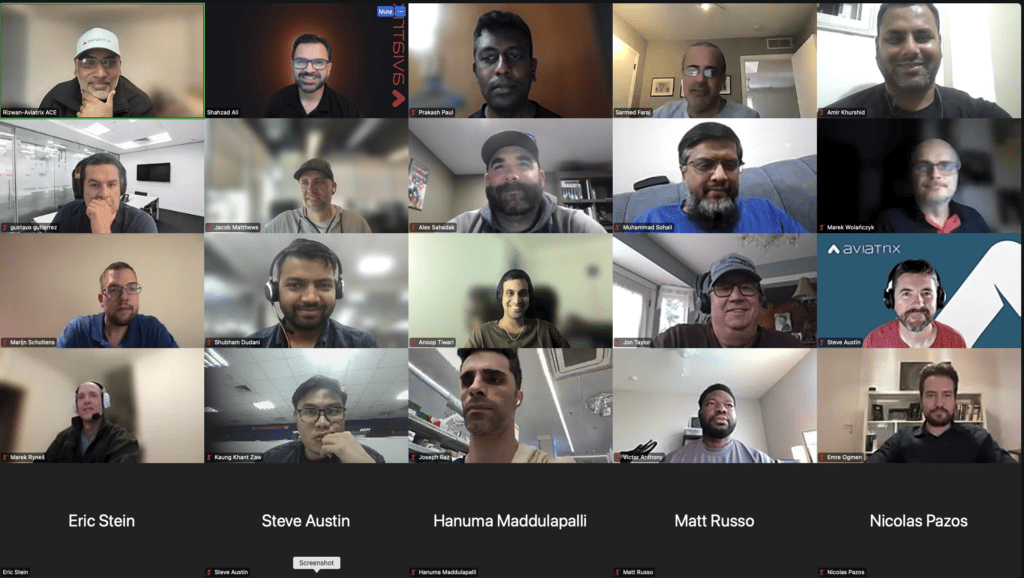 AVIATRIX
Rizwan-Aviatrix ACE
Mute
...
AVIATRIX
Shahzad Ali
Prakash Paul
Sarmed Faraj
Amir Khurshid
gustavo gutierrez
Jacob Matthews
Alex Sahadak
Muhammad Sohail
Marek Wolańczyk
Marijn Scholtens
Shubham Dudani
Anoop Tiwari
Jon Taylor
AVIATRIX
Steve Austin
Marek Ryneš
Kaung Khant Zaw
Joseph Raz
Victor Anthony
Emre Ogmen
Eric Stein
Steve Austin
Hanuma Maddulapalli
Matt Russo
Nicolas Pazos
Screenshot
Eric Stein
Steve Austin
Hanuma Maddulapalli
Matt Russo
Nicolas Pazos